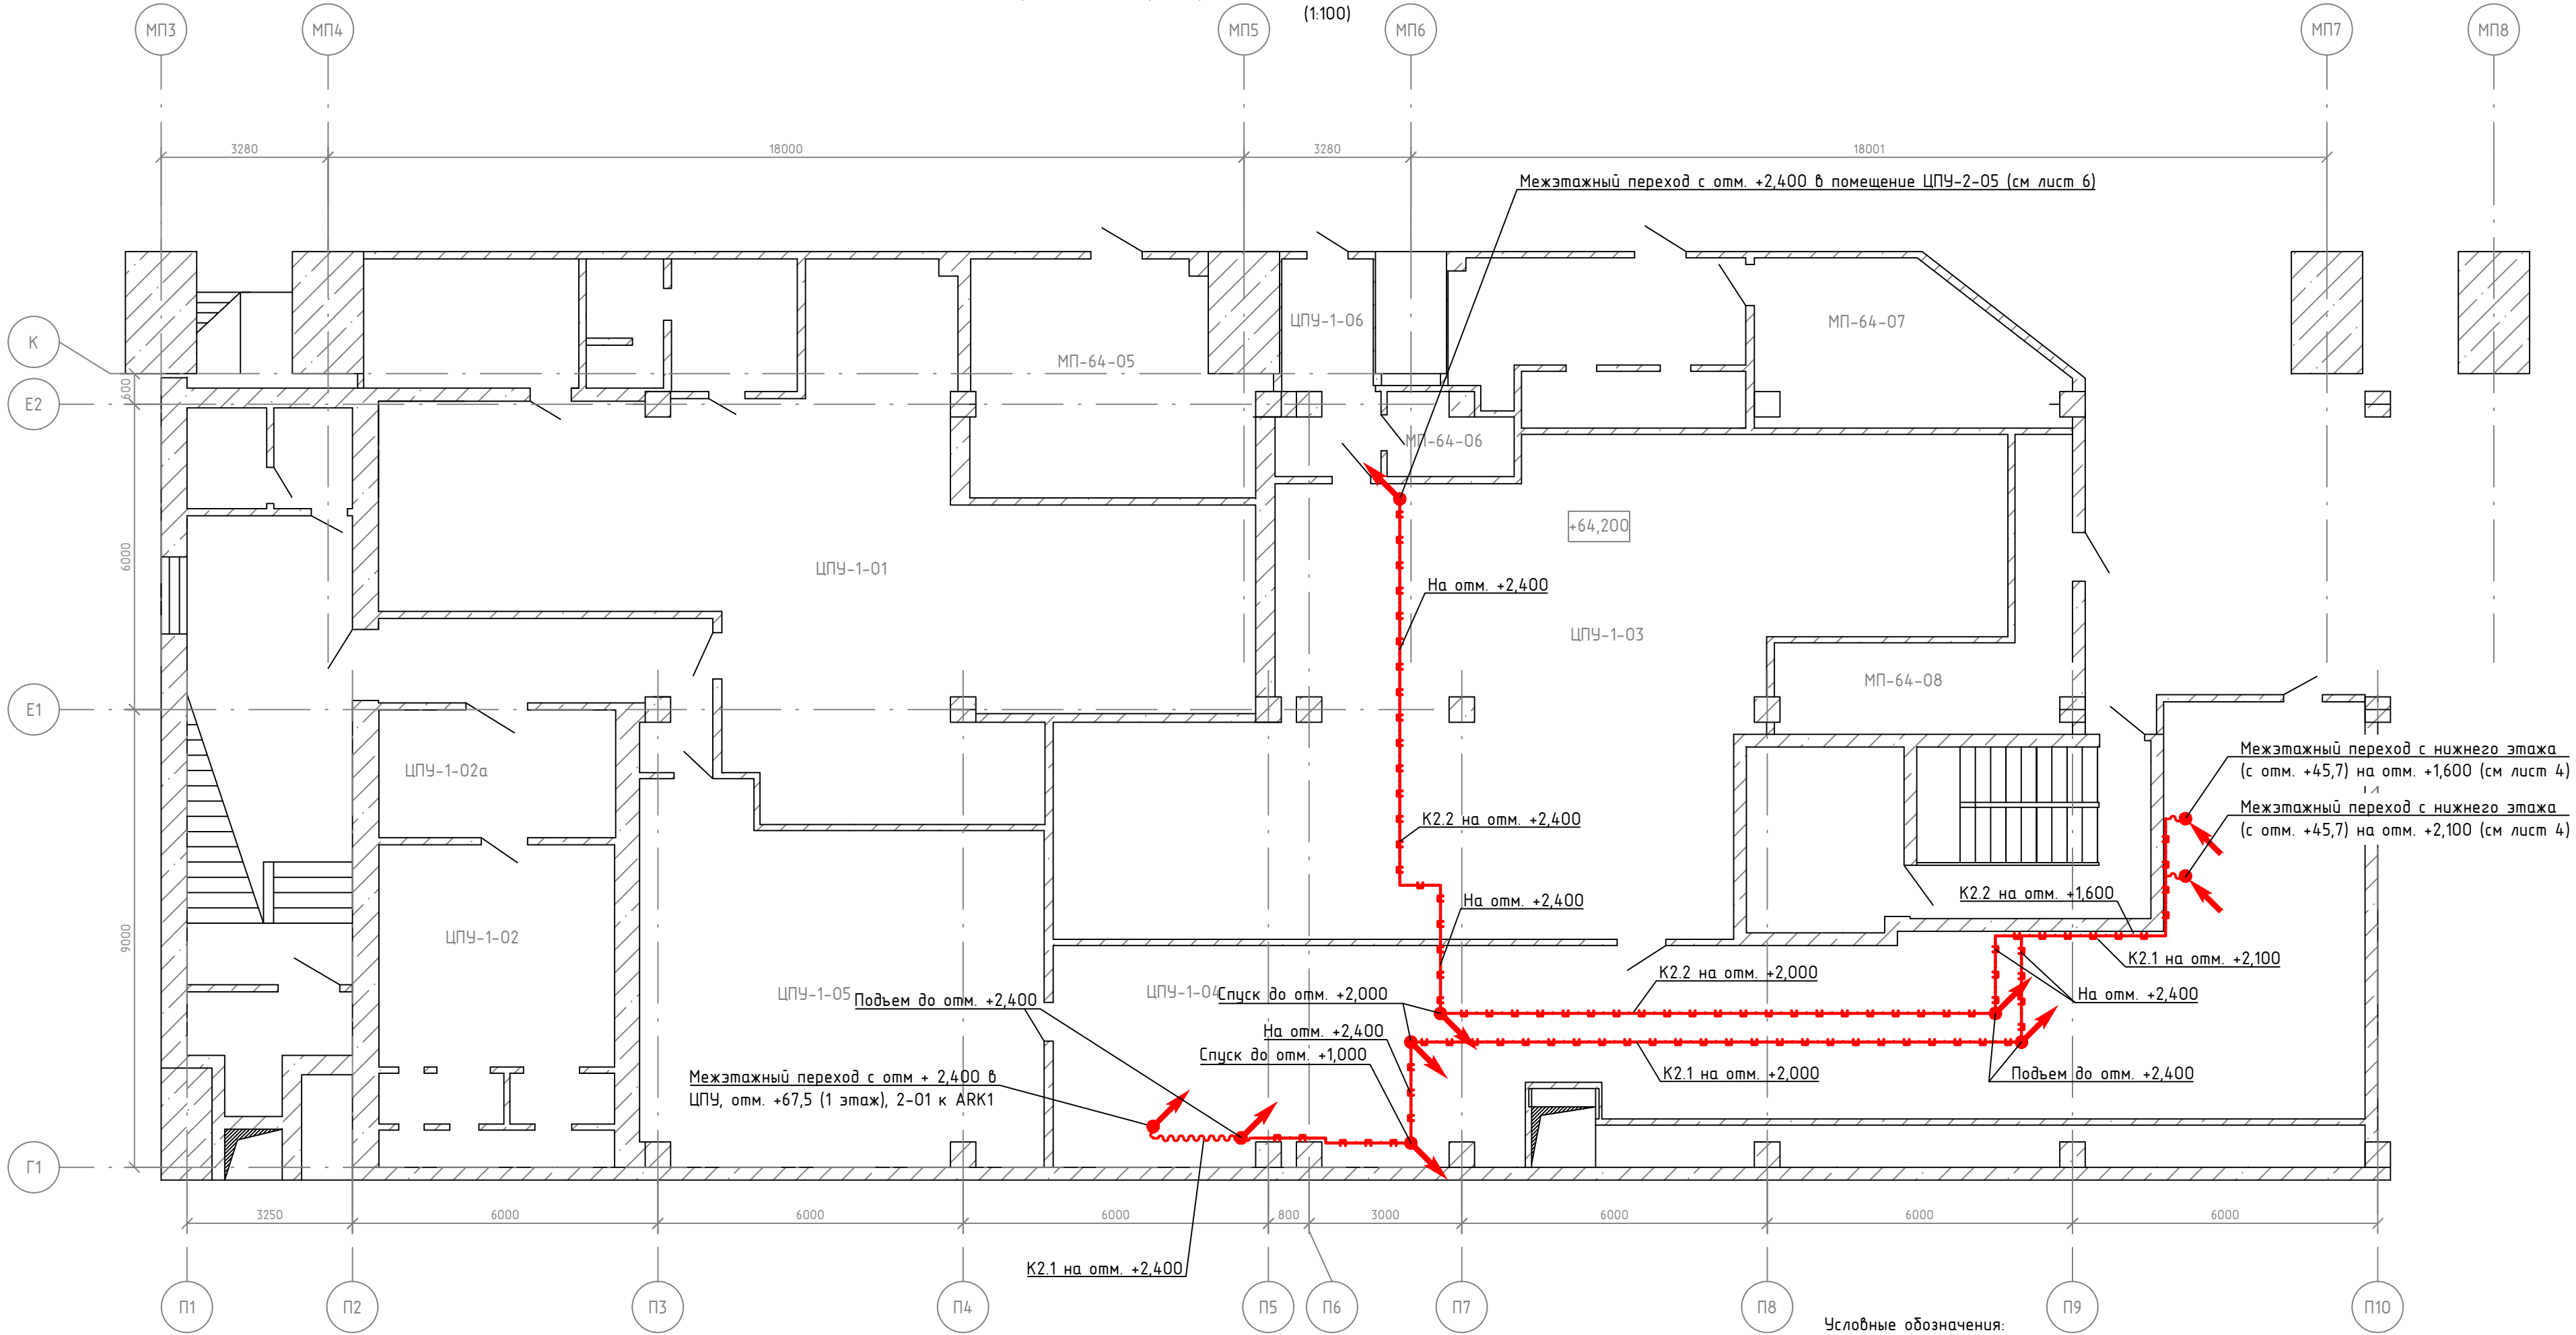 (1:100)
МП3
МП4
МП5
МП6
МП7
МП8
3280
18000
3280
18001
Межэтажный переход с отм. +2,400 в помещение ЦПУ-2-05 (см лист 6)
К
Е2
Е1
Г1
600
6000
9000
ЦПУ-1-06
МП-64-07
МП-64-05
МП-64-06
+64,200
ЦПУ-1-01
На отм. +2,400
ЦПУ-1-03
МП-64-08
ЦПУ-1-02а
К2.2 на отм. +2,400
Межэтажный переход с нижнего этажа
(с отм. +45,7) на отм. +1,600 (см лист 4)
Межэтажный переход с нижнего этажа
(с отм. +45,7) на отм. +2,100 (см лист 4)
К2.2 на отм. +1,600
На отм. +2,400
ЦПУ-1-02
К2.1 на отм. +2,100
К2.2 на отм. +2,000
ЦПУ-1-05
Подъем до отм. +2,400
ЦПУ-1-04
Спуск до отм. +2,000
На отм. +2,400
На отм. +2,400
Спуск до отм. +1,000
К2.1 на отм. +2,000
Подъем до отм. +2,400
Межэтажный переход с отм + 2,400 в
ЦПУ, отм. +67,5 (1 этаж), 2-01 к ARK1
3250
6000
6000
6000
800
3000
6000
6000
6000
К2.1 на отм. +2,400
П1
П2
П3
П4
П5
П6
П7
П8
П9
П10
Условные обозначения: